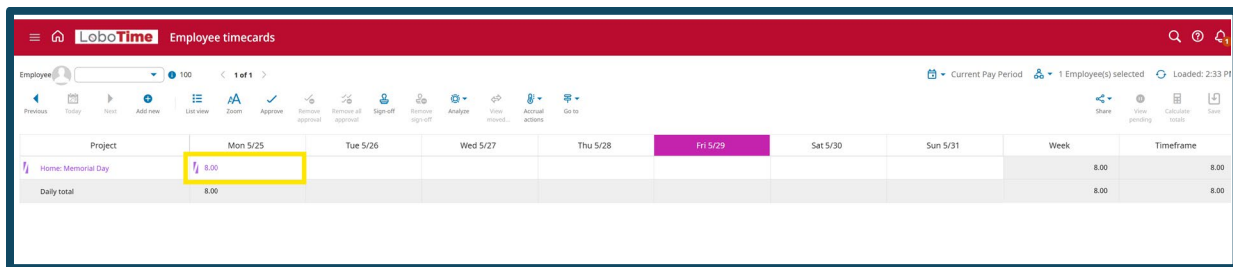 LoboTime Employee timecards
1
Employee 100 1 of 1 Current Pay Period 1 Employee(s) selected Loaded: 2:33 PM
Previous Today Next Add new List view Zoom Approve Remove approval Remove all approval Sign-off Remove sign-off Analyze View moved... Accrual actions Go to Share View pending Calculate totals Save
Project Mon 5/25 Tue 5/26 Wed 5/27 Thu 5/28 Fri 5/29 Sat 5/30 Sun 5/31 Week Timeframe
Home: Memorial Day 8.00 8.00 8.00
Daily total 8.00 8.00 8.00